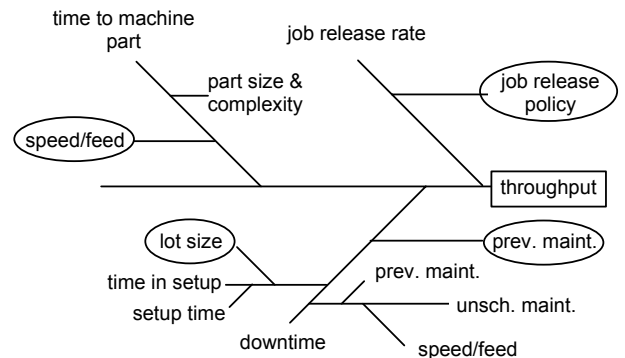 time to machine
part
job release rate
part size &
complexity
job release
policy
speed/feed
throughput
lot size
prev. maint.
time in setup
prev. maint.
setup time
unsch. maint.
downtime
speed/feed